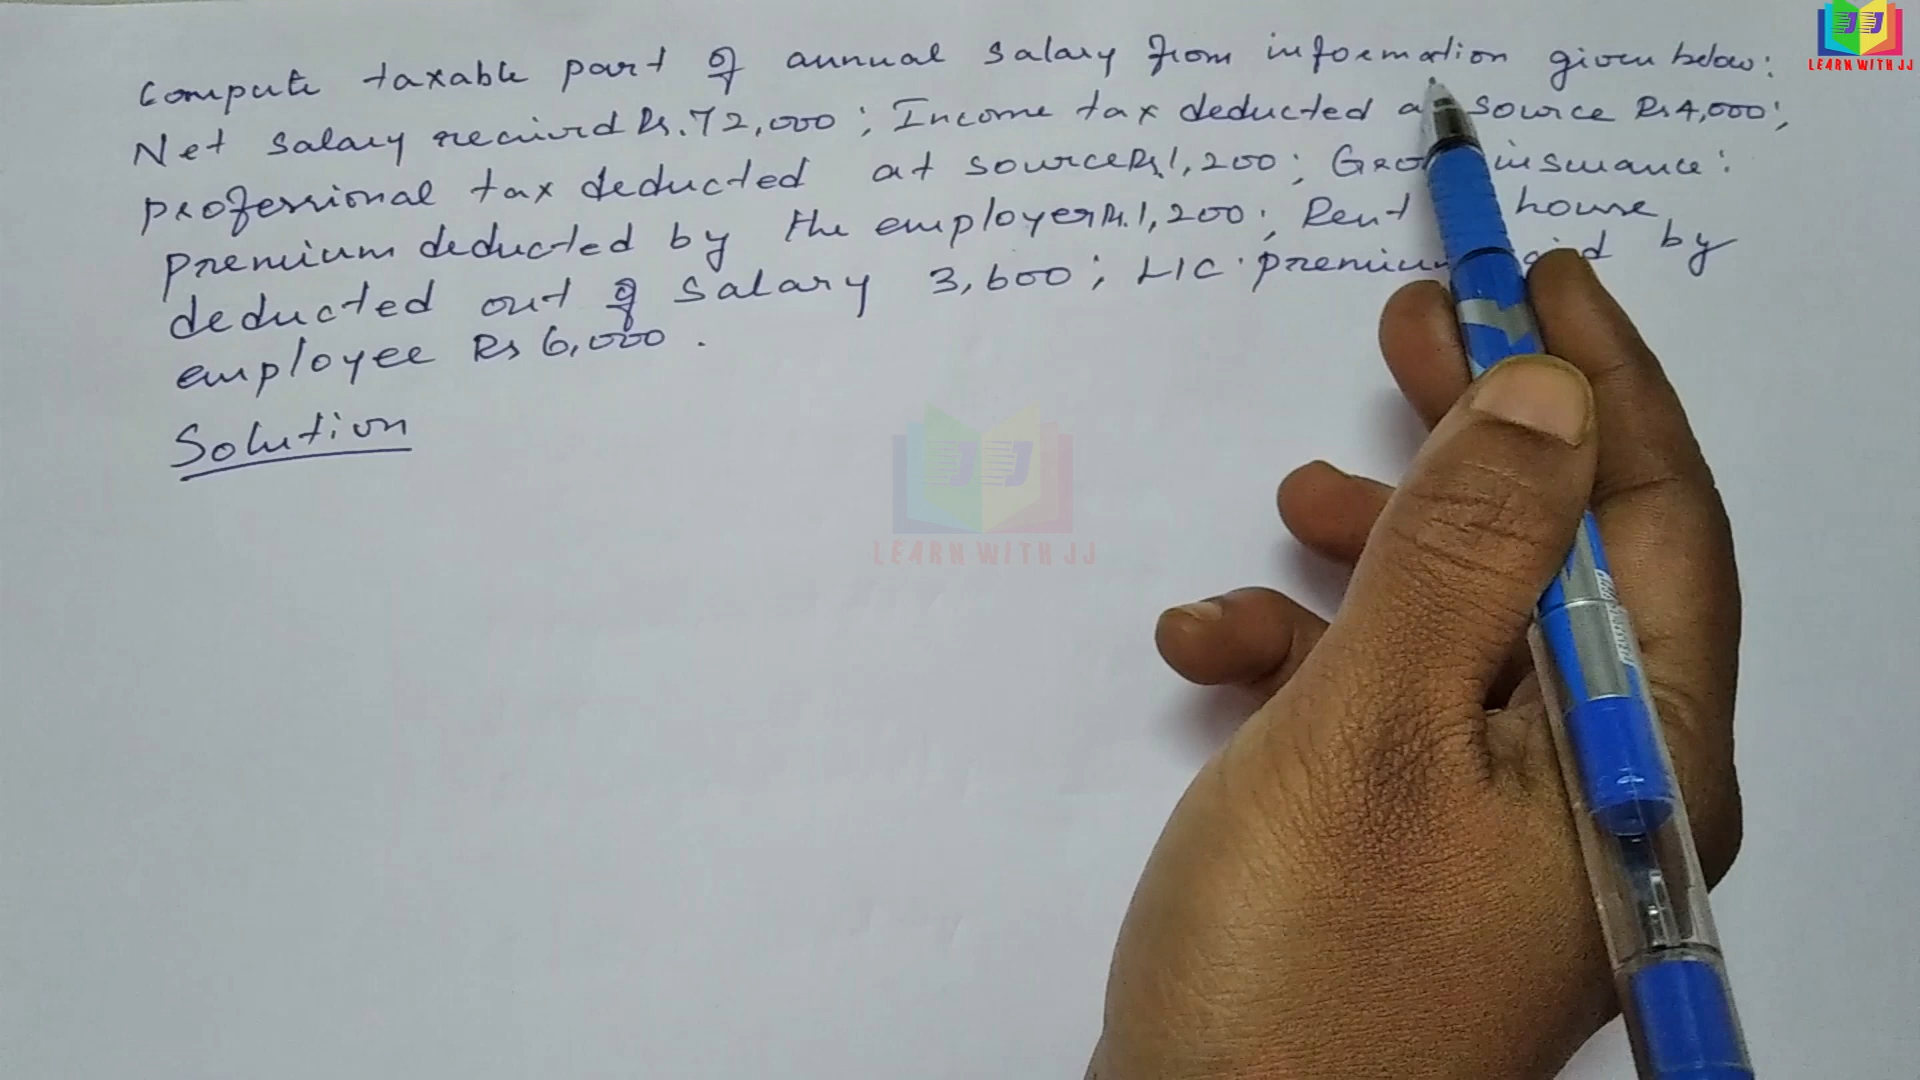 LEARN WITH JJ
Compute taxable part of annual salary from information given below:
Net salary received Rs.72,000; Income tax deducted source Rs4,000;
professional tax deducted at source Rs1,200; insurance:
premium deducted by the employer Rs.1,200; Rent house
deducted out of salary 3,600; LIC premium by
employee Rs 6,000.
Solution
JJ
LEARN WITH JJ